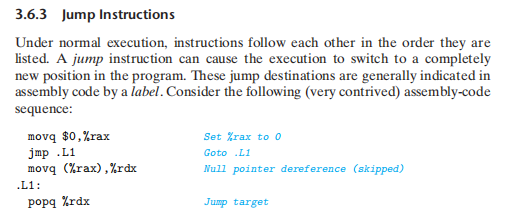 3.6.3 Jump Instructions
Under normal execution, instructions follow each other in the order they are
listed. A jump instruction can cause the execution to switch to a completely
new position in the program. These jump destinations are generally indicated in
assembly code by a label. Consider the following (very contrived) assembly-code
sequence:
movq $0,%rax Set %rax to 0
jmp .L1 Goto .L1
movq (%rax),%rdx Null pointer dereference (skipped)
.L1:
popq %rdx Jump target